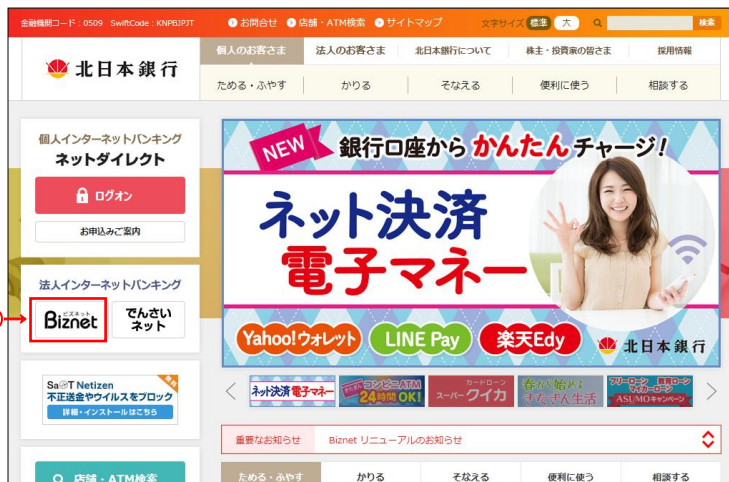 金融機関コード：0509 SwiftCode：KNPBJPJT
お問合せ
店舗・ATM検索
サイトマップ
文字サイズ
標準
大
検索
北日本銀行
個人のお客さま
法人のお客さま
北日本銀行について
株主・投資家の皆さま
採用情報
ためる・ふやす
かりる
そなえる
便利に使う
相談する
個人インターネットバンキング
ネットダイレクト
ログオン
お申込みご案内
法人インターネットバンキング
ビズネット
Biznet
でんさい
ネット
SaAT Netizen
不正送金やウイルスをブロック
無料
詳細・インストールはこちら
店舗・ATM検索
NEW
銀行口座からかんたんチャージ!
ネット決済
電子マネー
Yahoo!ウォレット
LINE Pay
楽天Edy
北日本銀行
ネット決済 電子マネー
コンビニATM
24時間OK!
カードローン
スーパークイカ
春から始める
きたぎん生活
フリーローン 教育ローン
マイカーローン
ASUMOキャンペーン
重要なお知らせ
Biznet リニューアルのお知らせ
ためる・ふやす
かりる
そなえる
便利に使う
相談する